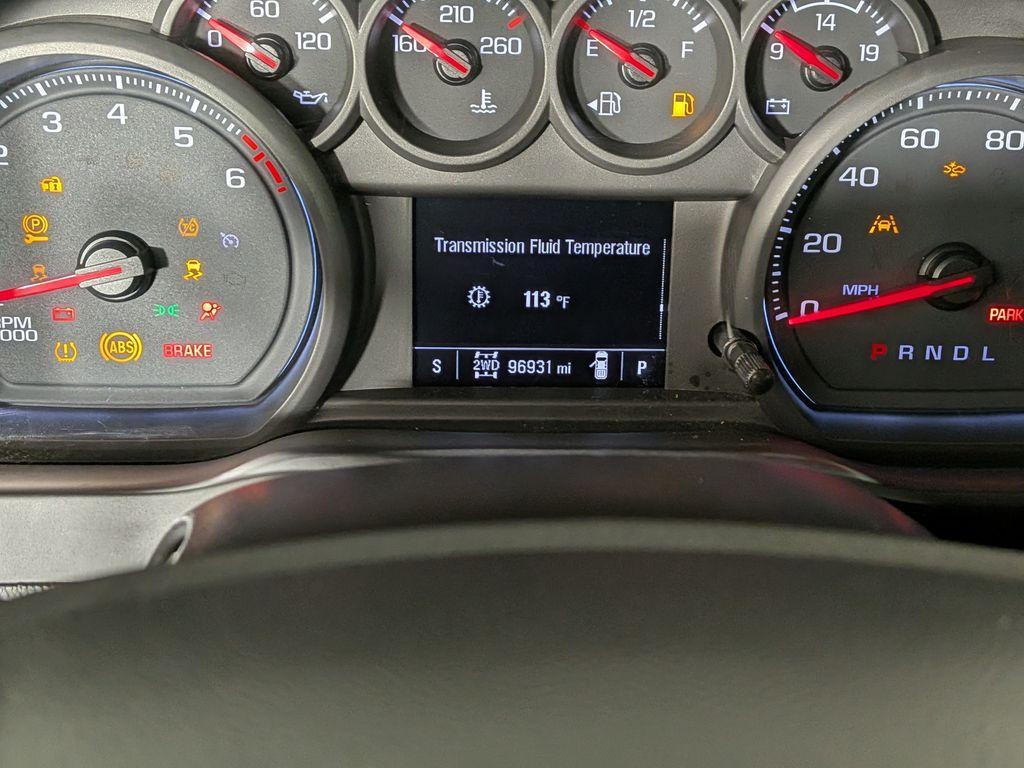 60
0 120
210
160 260
1/2
E F
14
9 19
2 3 4 5 6
T/C
P
ABS
BRAKE
PM
000
Transmission Fluid Temperature
113 °F
S 2WD 96931 mi P
0 20 40 60 80
MPH
PARK
P R N D L